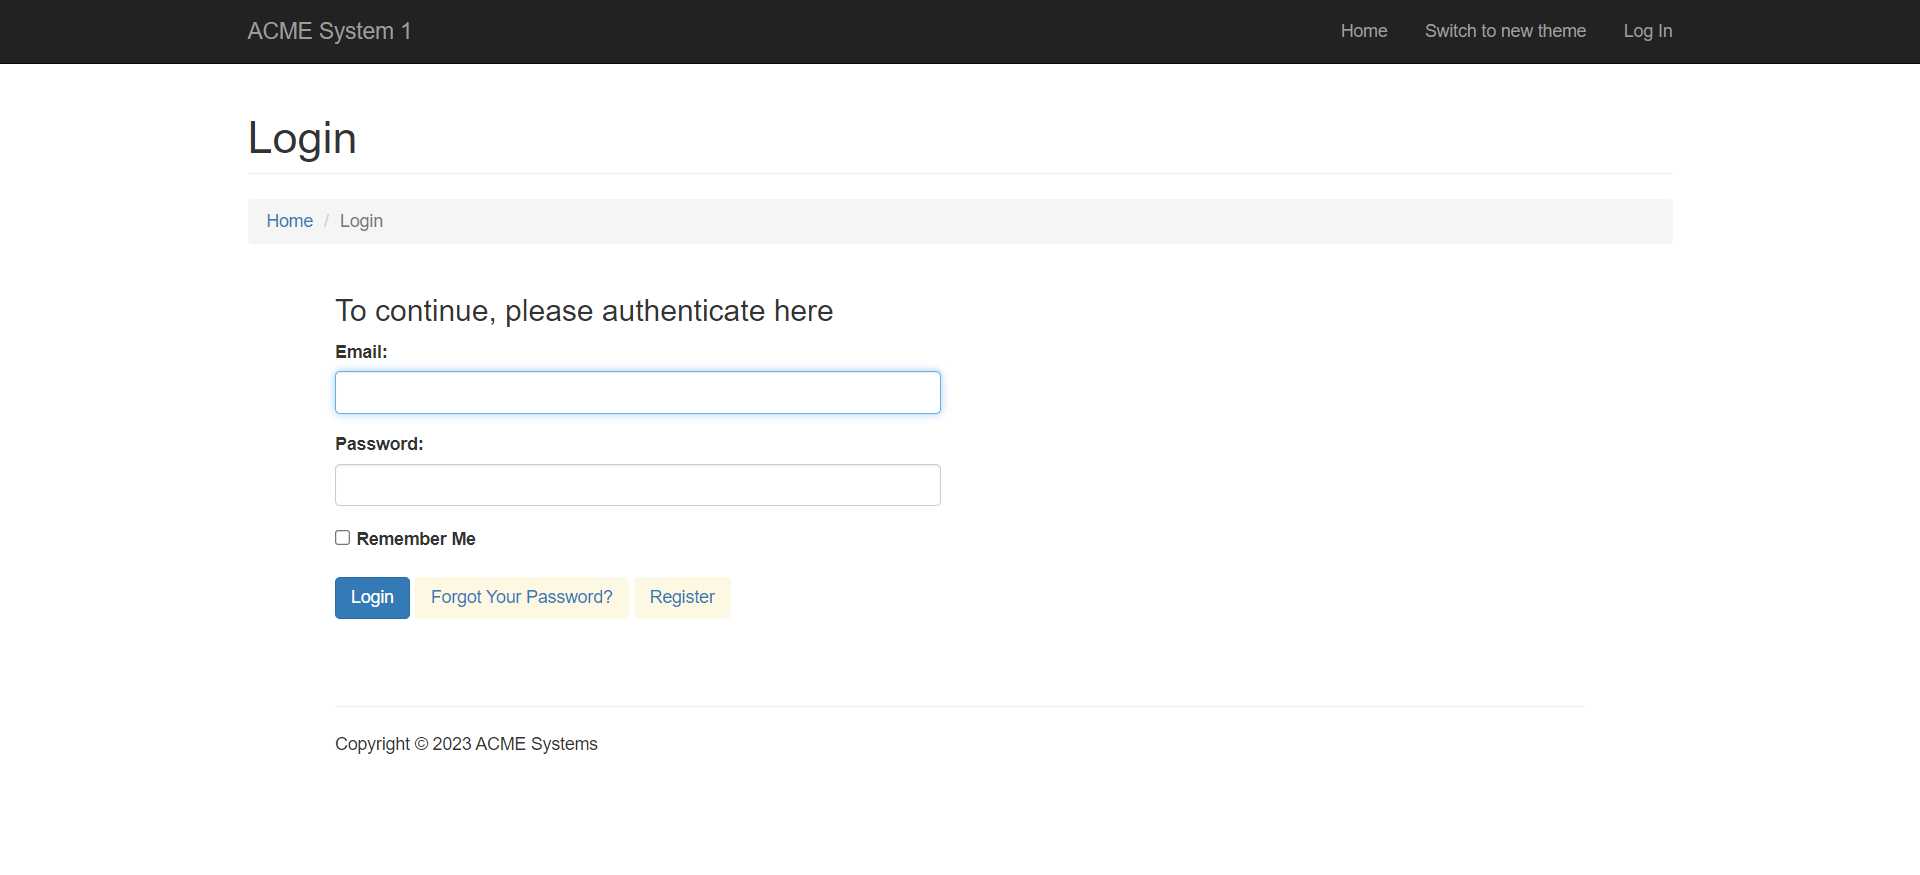 ACME System 1 Home Switch to new theme Log In
Login
Home / Login
To continue, please authenticate here
Email:
Password:
Remember Me
Login Forgot Your Password? Register
Copyright © 2023 ACME Systems